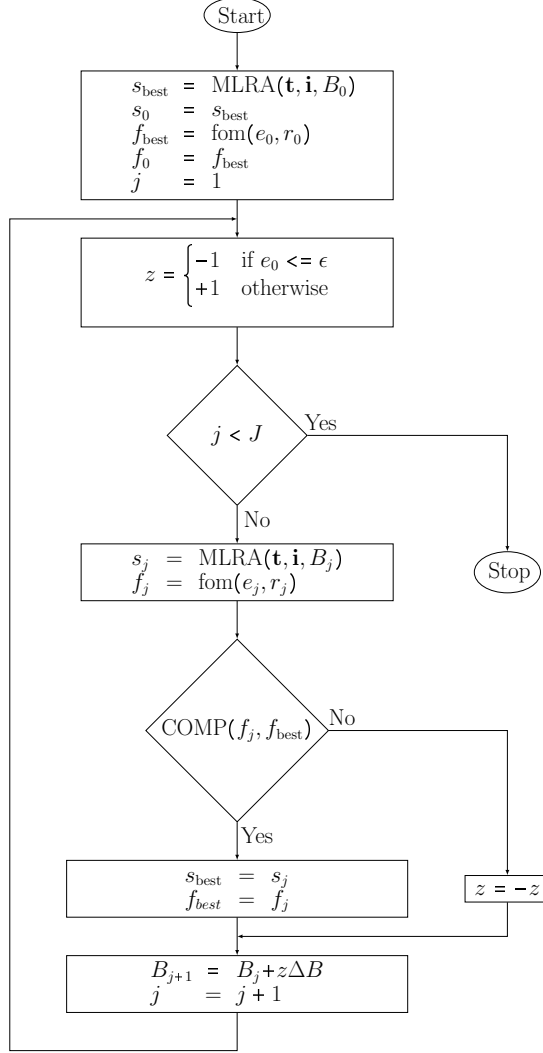 Start
s_best = MLRA(t, i, B_0)
s_0 = s_best
f_best = fom(e_0, r_0)
f_0 = f_best
j = 1
z = { −1 if e_0 <= ϵ
+1 otherwise
j < J
Yes
No
s_j = MLRA(t, i, B_j)
f_j = fom(e_j, r_j)
Stop
COMP(f_j, f_best)
No
Yes
s_best = s_j
f_best = f_j
z = −z
B_{j+1} = B_j + zΔB
j = j + 1